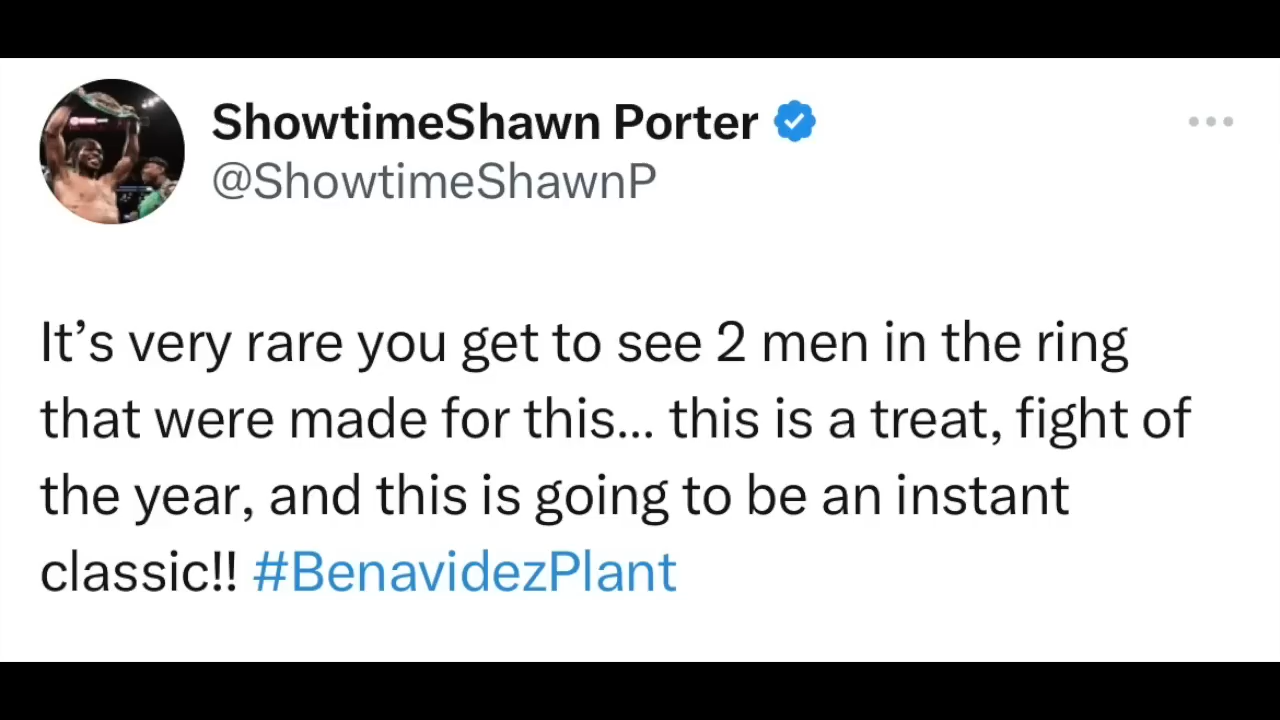 ShowtimeShawn Porter
@ShowtimeShawnP
It’s very rare you get to see 2 men in the ring
that were made for this... this is a treat, fight of
the year, and this is going to be an instant
classic!! #BenavidezPlant